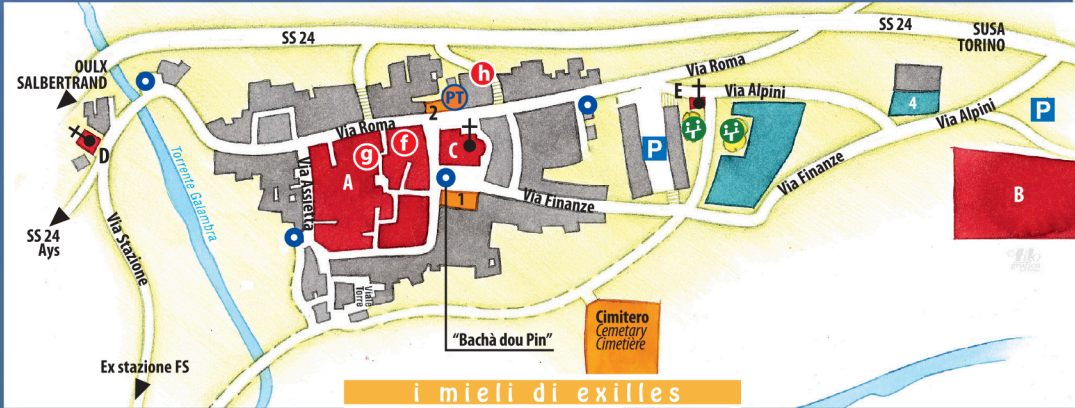 SS 24
SS 24
SUSA
TORINO
OULX
SALBERTRAND
Via Roma
h
PT
E
Via Alpini
4
P
2
Via Roma
Via Alpini
D
g
f
C
P
A
Via Assietta
Torrente Galambra
1
Via Finanze
Via Finanze
B
SS 24
Ays
Via Stazione
Viale
Torre
"Bachà dou Pin"
Cimitero
Cemetary
Cimetière
Ex stazione FS
i mieli di exilles